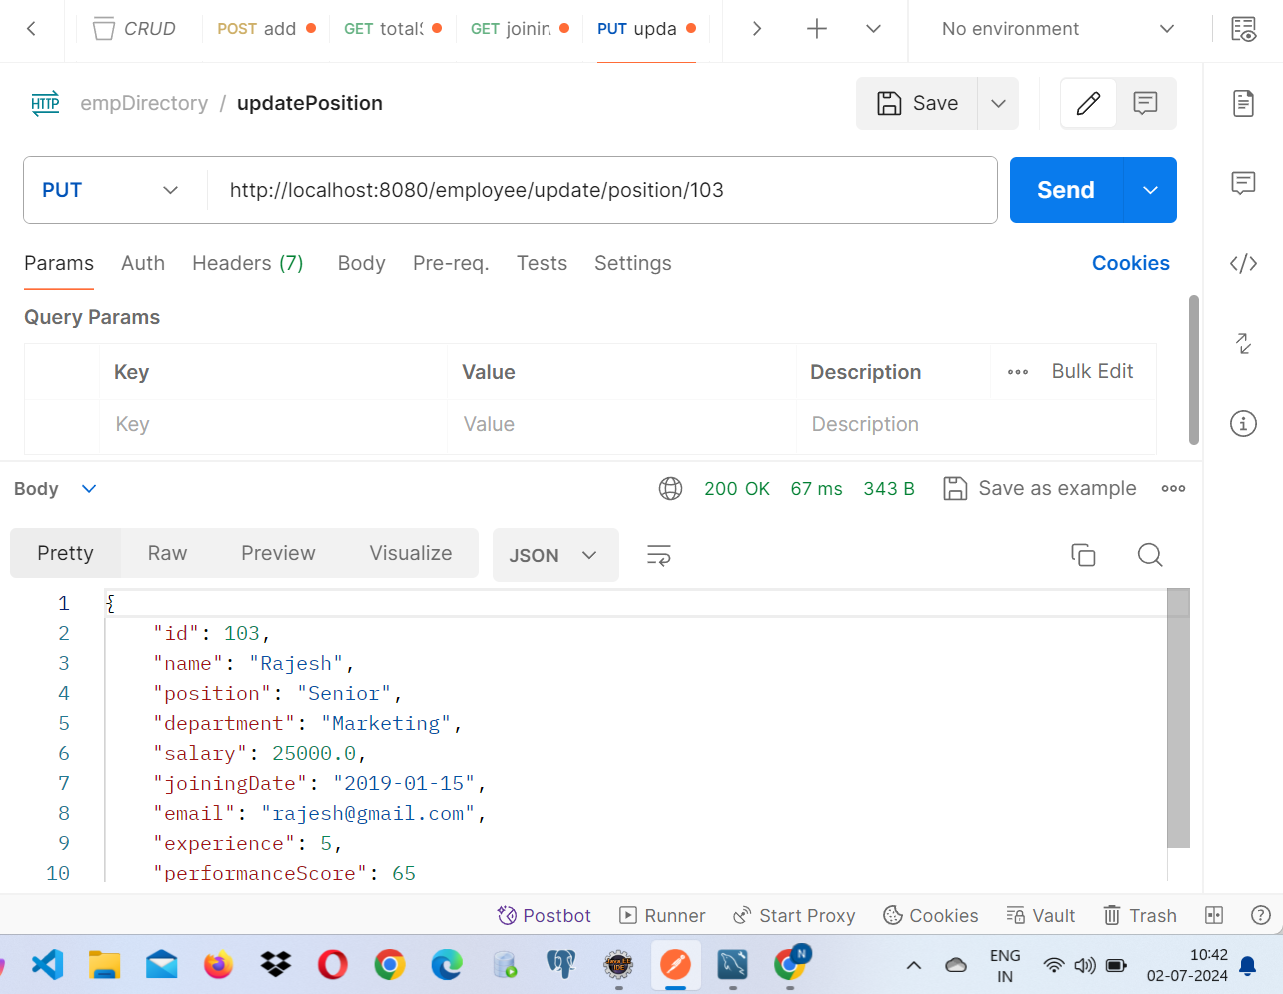 CRUD
POST add
GET total
GET joinin
PUT upda
No environment
empDirectory / updatePosition
Save
PUT
http://localhost:8080/employee/update/position/103
Send
Params
Auth
Headers (7)
Body
Pre-req.
Tests
Settings
Cookies
Query Params
Key
Value
Description
Bulk Edit
Key
Value
Description
Body
200 OK
67 ms
343 B
Save as example
Pretty
Raw
Preview
Visualize
JSON
1 {
2 "id": 103,
3 "name": "Rajesh",
4 "position": "Senior",
5 "department": "Marketing",
6 "salary": 25000.0,
7 "joiningDate": "2019-01-15",
8 "email": "rajesh@gmail.com",
9 "experience": 5,
10 "performanceScore": 65
Postbot
Runner
Start Proxy
Cookies
Vault
Trash
ENG
IN
10:42
02-07-2024